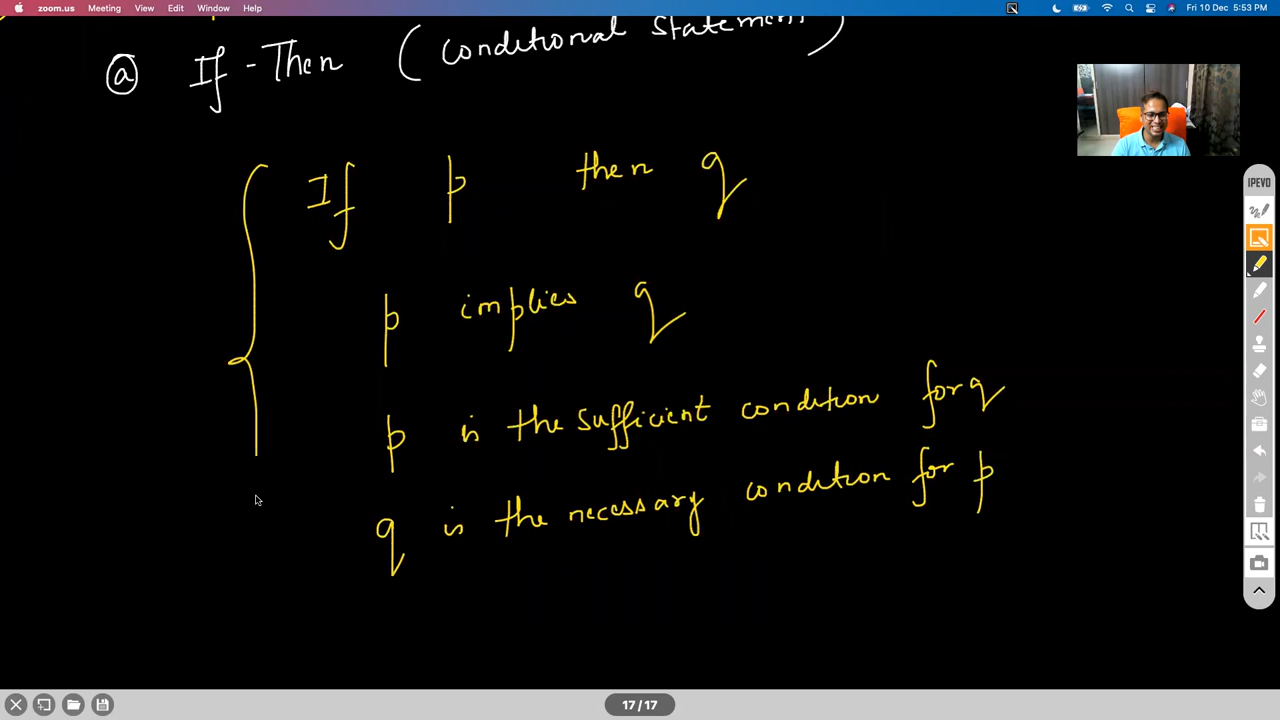 zoom.us Meeting View Edit Window Help Fri 10 Dec 5:53 PM
a If-Then (Conditional Statement)
If p then q
p implies q
p is the sufficient condition for q
q is the necessary condition for p
IPEVO
17/17